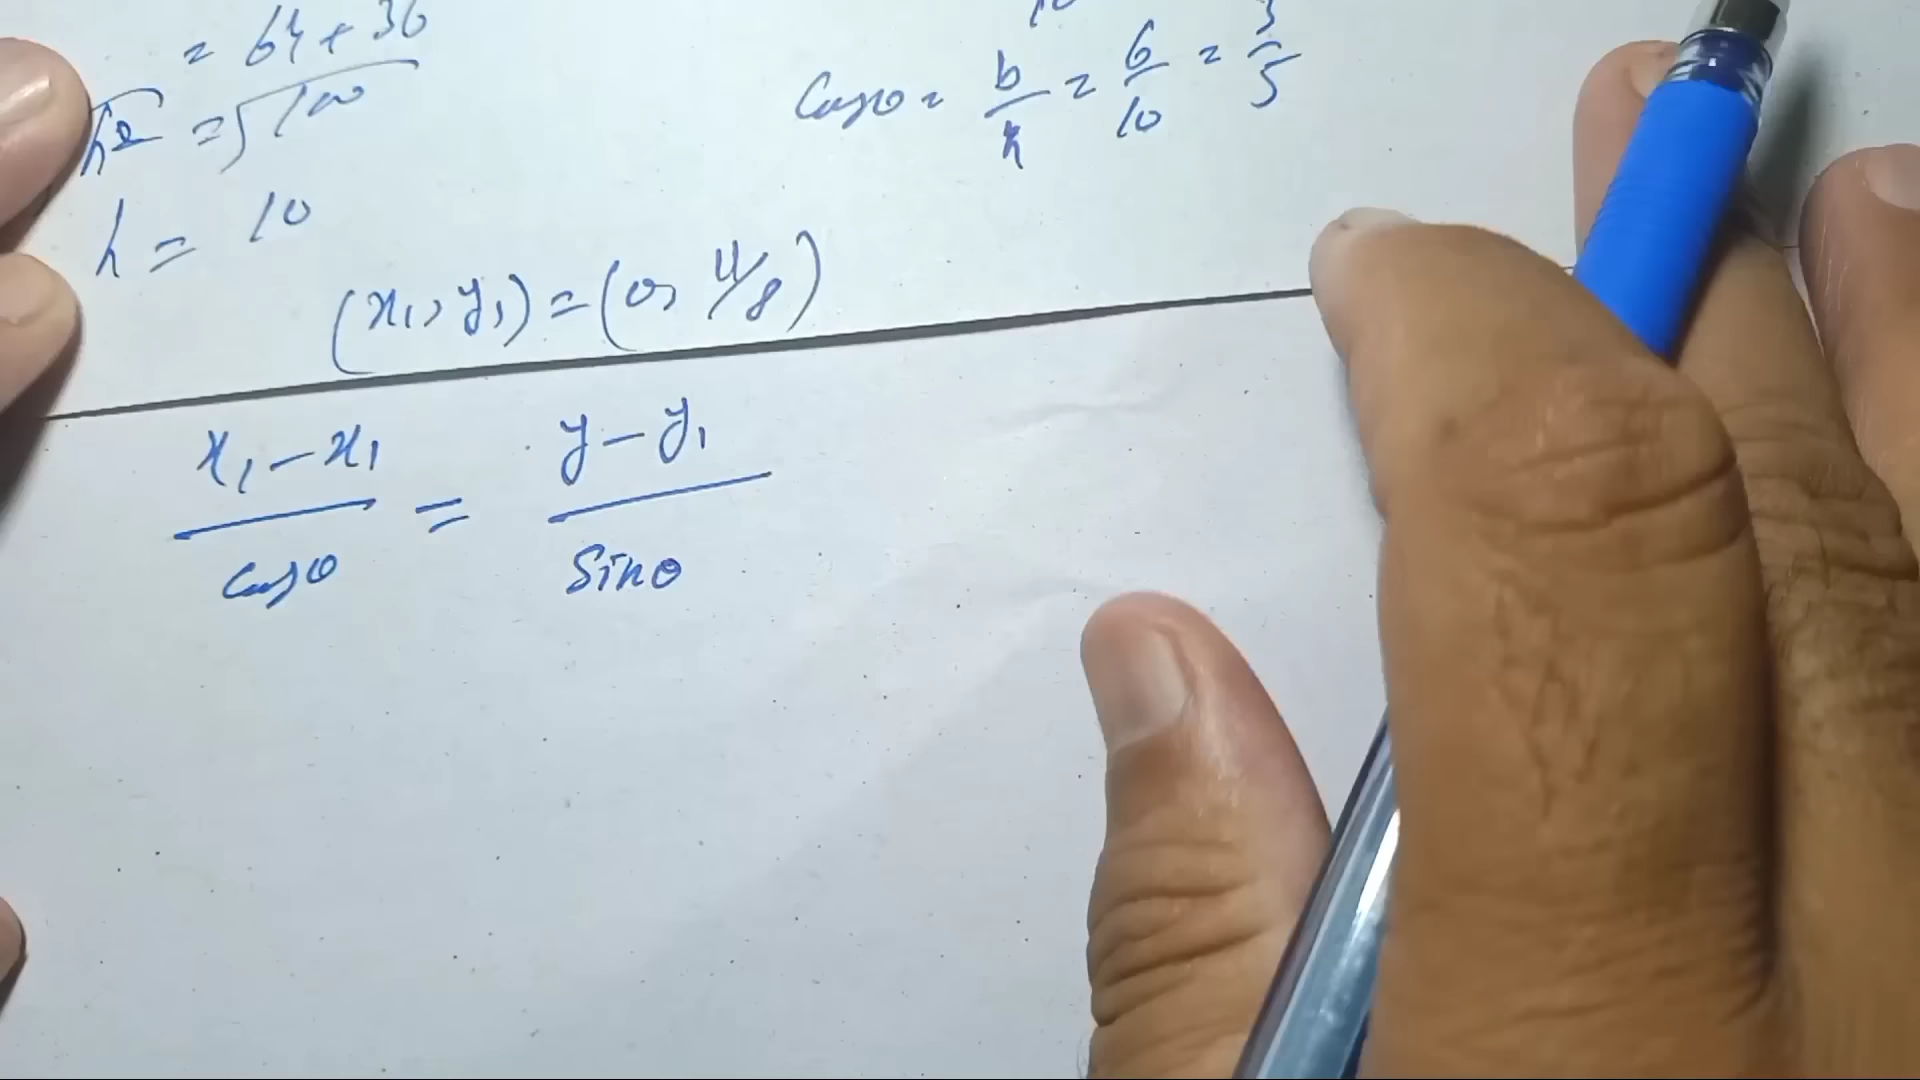 = 64 + 36
√h² = √100
h = 10
Cosθ = b/h = 6/10 = 3/5
(x₁, y₁) = (0, 11/8)
x₁ - x₁ / cosθ = y - y₁ / Sinθ